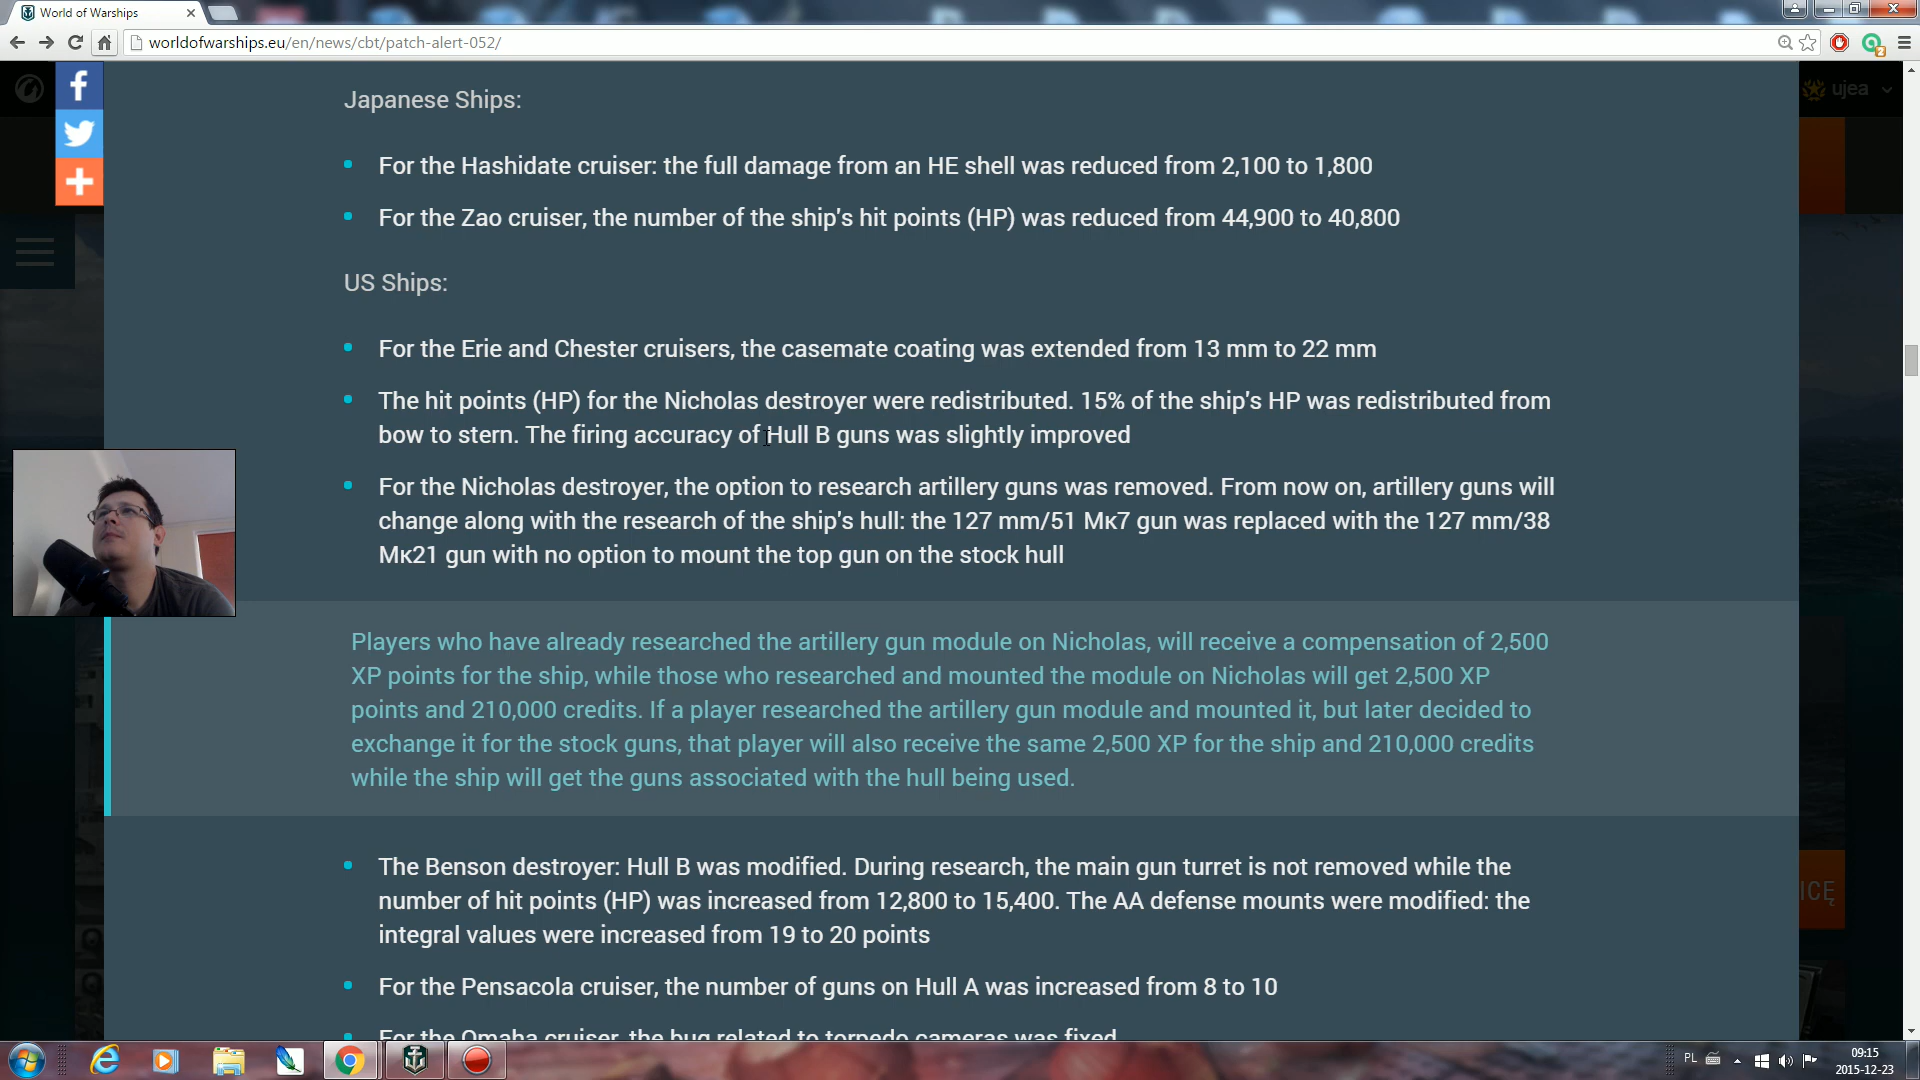 World of Warships
worldofwarships.eu/en/news/cbt/patch-alert-052/
2
ujea
Japanese Ships:
For the Hashidate cruiser: the full damage from an HE shell was reduced from 2,100 to 1,800
For the Zao cruiser, the number of the ship's hit points (HP) was reduced from 44,900 to 40,800
US Ships:
For the Erie and Chester cruisers, the casemate coating was extended from 13 mm to 22 mm
The hit points (HP) for the Nicholas destroyer were redistributed. 15% of the ship's HP was redistributed from
bow to stern. The firing accuracy of Hull B guns was slightly improved
For the Nicholas destroyer, the option to research artillery guns was removed. From now on, artillery guns will
change along with the research of the ship's hull: the 127 mm/51 Мк7 gun was replaced with the 127 mm/38
Мк21 gun with no option to mount the top gun on the stock hull
Players who have already researched the artillery gun module on Nicholas, will receive a compensation of 2,500
XP points for the ship, while those who researched and mounted the module on Nicholas will get 2,500 XP
points and 210,000 credits. If a player researched the artillery gun module and mounted it, but later decided to
exchange it for the stock guns, that player will also receive the same 2,500 XP for the ship and 210,000 credits
while the ship will get the guns associated with the hull being used.
The Benson destroyer: Hull B was modified. During research, the main gun turret is not removed while the
number of hit points (HP) was increased from 12,800 to 15,400. The AA defense mounts were modified: the
integral values were increased from 19 to 20 points
ICĘ
For the Pensacola cruiser, the number of guns on Hull A was increased from 8 to 10
For the Omaha cruiser, the bug related to torpedo cameras was fixed
PL
09:15
2015-12-23